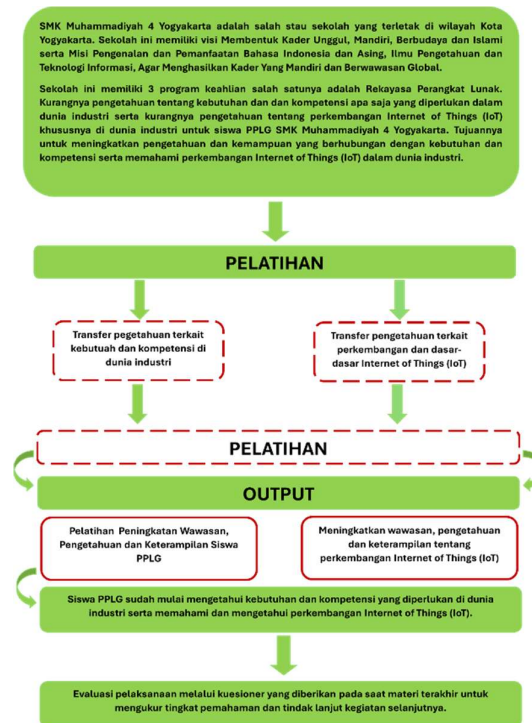 SMK Muhammadiyah 4 Yogyakarta adalah salah stau sekolah yang terletak di wilayah Kota
Yogyakarta. Sekolah ini memiliki visi Membentuk Kader Unggul, Mandiri, Berbudaya dan Islami
serta Misi Pengenalan dan Pemanfaatan Bahasa Indonesia dan Asing, Ilmu Pengetahuan dan
Teknologi Informasi, Agar Menghasilkan Kader Yang Mandiri dan Berwawasan Global.
Sekolah ini memiliki 3 program keahlian salah satunya adalah Rekayasa Perangkat Lunak.
Kurangnya pengetahuan tentang kebutuhan dan dan kompetensi apa saja yang diperlukan dalam
dunia industri serta kurangnya pengetahuan tentang perkembangan Internet of Things (IoT)
khususnya di dunia industri untuk siswa PPLG SMK Muhammadiyah 4 Yogyakarta. Tujuannya
untuk meningkatkan pengetahuan dan kemampuan yang berhubungan dengan kebutuhan dan
kompetensi serta memahami perkembangan Internet of Things (IoT) dalam dunia industri.
PELATIHAN
Transfer pegetahuan terkait
kebutuah dan kompetensi di
dunia industri
Transfer pengetahuan terkait
perkembangan dan dasar-
dasar Internet of Things (IoT)
PELATIHAN
OUTPUT
Pelatihan Peningkatan Wawasan,
Pengetahuan dan Keterampilan Siswa
PPLG
Meningkatkan wawasan, pengetahuan
dan keterampilan tentang
perkembangan Internet of Things (IoT)
Siswa PPLG sudah mulai mengetahui kebutuhan dan kompetensi yang diperlukan di dunia
industri serta memahami dan mengetahui perkembangan Internet of Things (IoT).
Evaluasi pelaksanaan melalui kuesioner yang diberikan pada saat materi terakhir untuk
mengukur tingkat pemahaman dan tindak lanjut kegiatan selanjutnya.